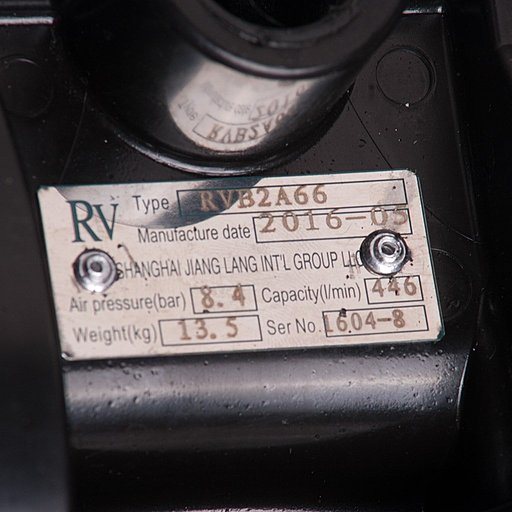 RV Type RVB2A66
Manufacture date 2016-05
SHANGHAI JIANG LANG INT'L GROUP LLC
Air pressure(bar) 8.4 Capacity(l/min) 446
Weight(kg) 13.5 Ser No. 1604-8